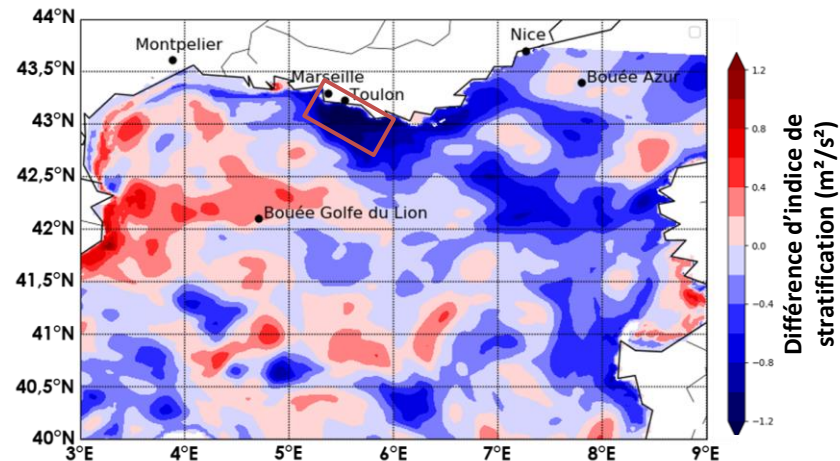 44°N
43,5°N
43°N
42,5°N
42°N
41,5°N
41°N
40,5°N
40°N
3°E 4°E 5°E 6°E 7°E 8°E 9°E
Montpelier
Nice
Marseille
Toulon
Bouée Azur
Bouée Golfe du Lion
1.2
0.8
0.4
0.0
−0.4
−0.8
−1.2
Différence d'indice de
stratification (m²/s²)